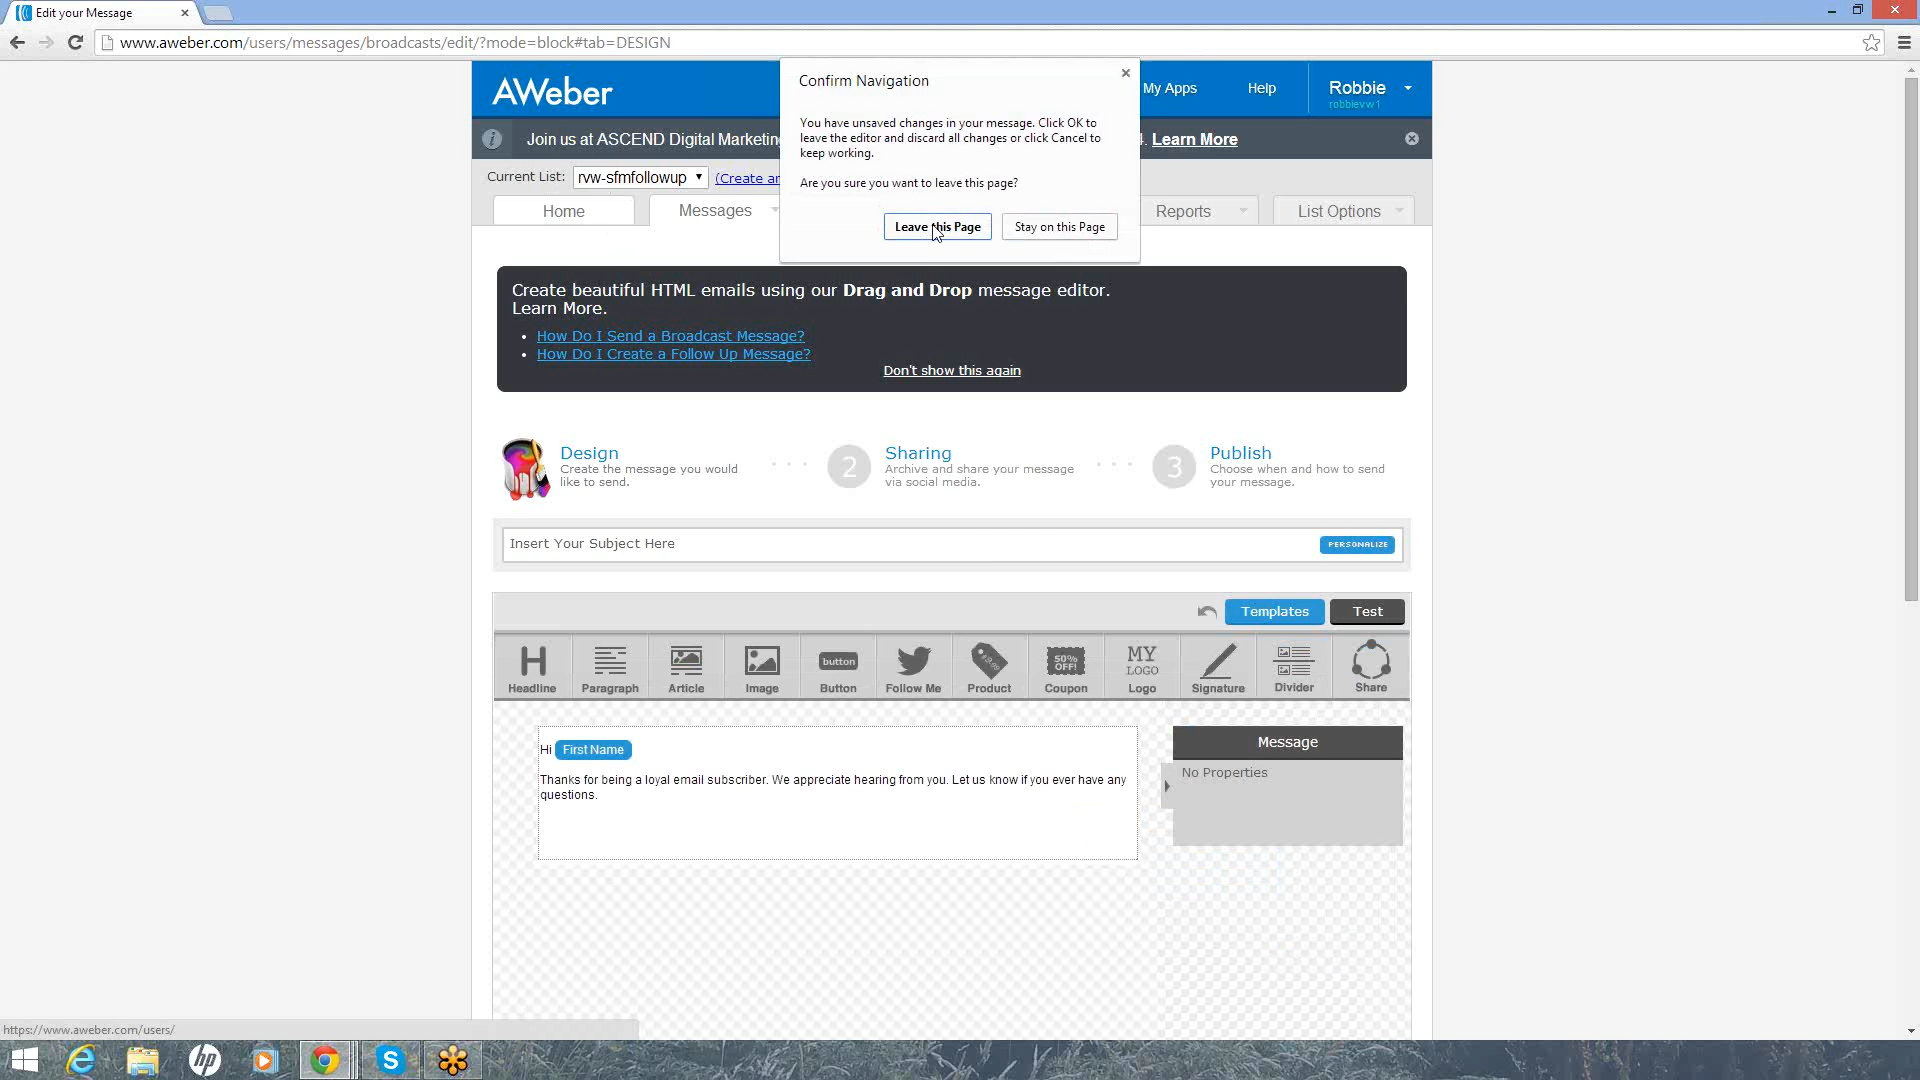 Edit your Message
www.aweber.com/users/messages/broadcasts/edit/?mode=block#tab=DESIGN
AWeber
My Apps
Help
Robbie
robbievw1
Confirm Navigation
You have unsaved changes in your message. Click OK to
leave the editor and discard all changes or click Cancel to
keep working.
Are you sure you want to leave this page?
Leave this Page
Stay on this Page
Join us at ASCEND Digital Marketing
Learn More
Current List:
rvw-sfmfollowup
(Create an
Home
Messages
Reports
List Options
Create beautiful HTML emails using our Drag and Drop message editor.
Learn More.
• How Do I Send a Broadcast Message?
• How Do I Create a Follow Up Message?
Don't show this again
Design
Create the message you would
like to send.
2
Sharing
Archive and share your message
via social media.
3
Publish
Choose when and how to send
your message.
Insert Your Subject Here
PERSONALIZE
Templates
Test
H
Headline
Paragraph
Article
Image
button
Button
Follow Me
$19.99
Product
50%
OFF!
Coupon
MY
LOGO
Logo
Signature
Divider
Share
Hi First Name
Thanks for being a loyal email subscriber. We appreciate hearing from you. Let us know if you ever have any
questions.
Message
No Properties
https://www.aweber.com/users/
hp